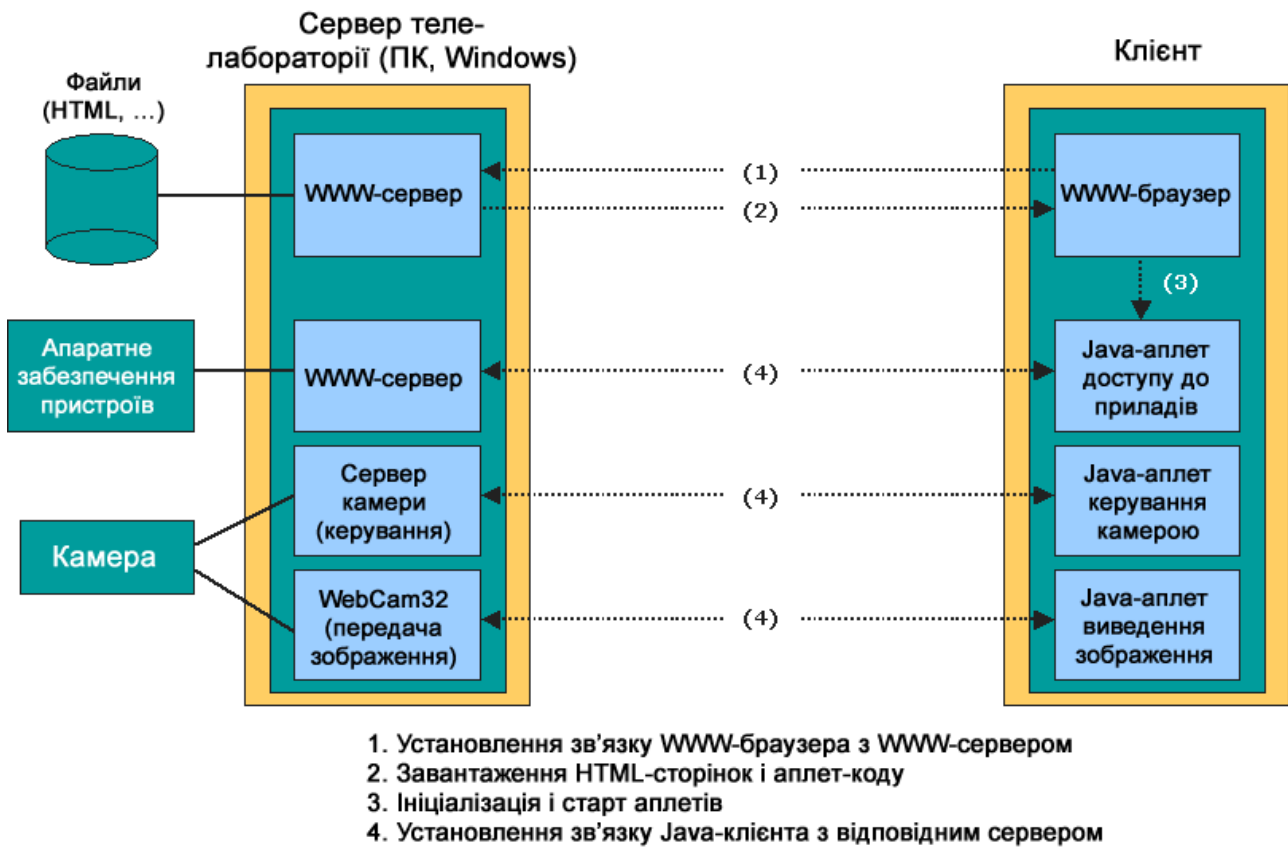 Сервер теле-
лабораторії (ПК, Windows)
Клієнт
Файли
(HTML, ...)
WWW-сервер
(1)
(2)
WWW-браузер
(3)
Апаратне
забезпечення
пристроїв
WWW-сервер
(4)
Java-аплет
доступу до
приладів
Камера
Сервер
камери
(керування)
(4)
Java-аплет
керування
камерою
WebCam32
(передача
зображення)
(4)
Java-аплет
виведення
зображення
1. Установлення зв'язку WWW-браузера з WWW-сервером
2. Завантаження HTML-сторінок і аплет-коду
3. Ініціалізація і старт аплетів
4. Установлення зв'язку Java-клієнта з відповідним сервером